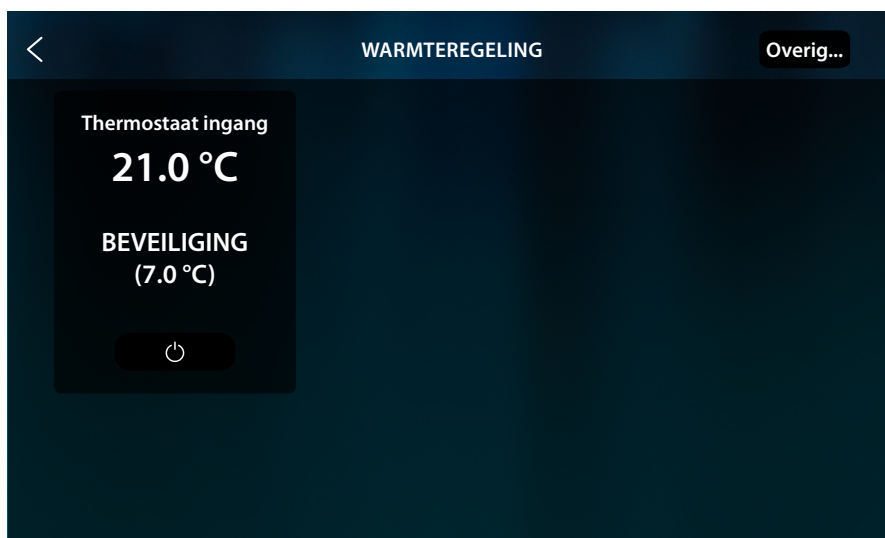 WARMTEREGELING
Overig...
Thermostaat ingang
21.0 °C
BEVEILIGING
(7.0 °C)